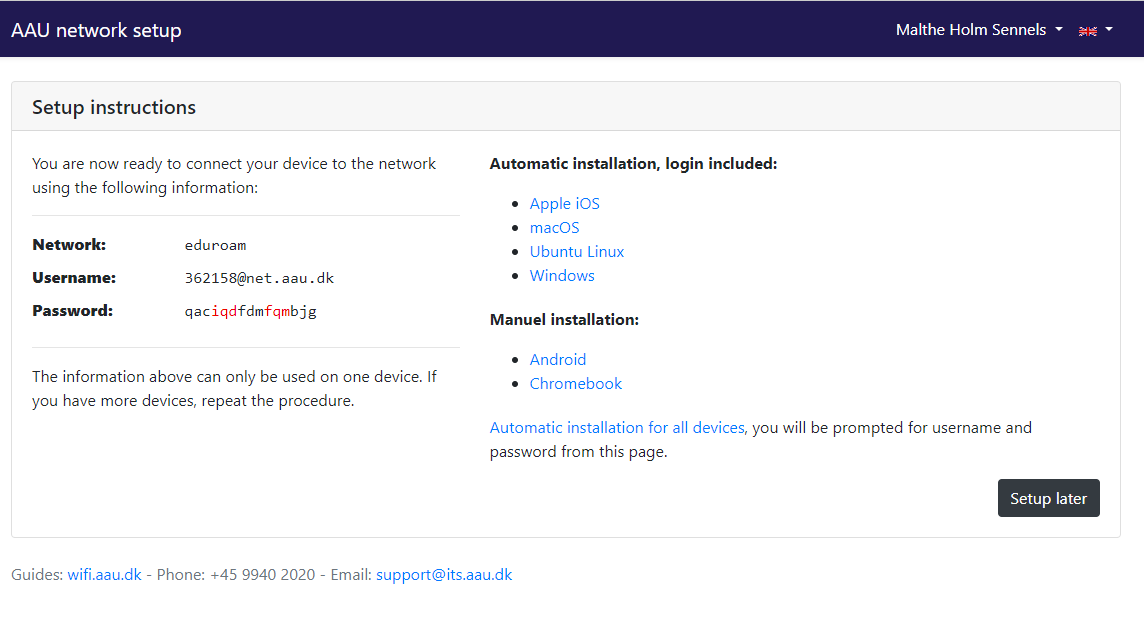 AAU network setup
Malthe Holm Sennels
Setup instructions
You are now ready to connect your device to the network
using the following information:
Network: eduroam
Username: 362158@net.aau.dk
Password: qaciqdfdmfqmbjg
The information above can only be used on one device. If
you have more devices, repeat the procedure.
Automatic installation, login included:
Apple iOS
macOS
Ubuntu Linux
Windows
Manuel installation:
Android
Chromebook
Automatic installation for all devices, you will be prompted for username and
password from this page.
Setup later
Guides: wifi.aau.dk - Phone: +45 9940 2020 - Email: support@its.aau.dk